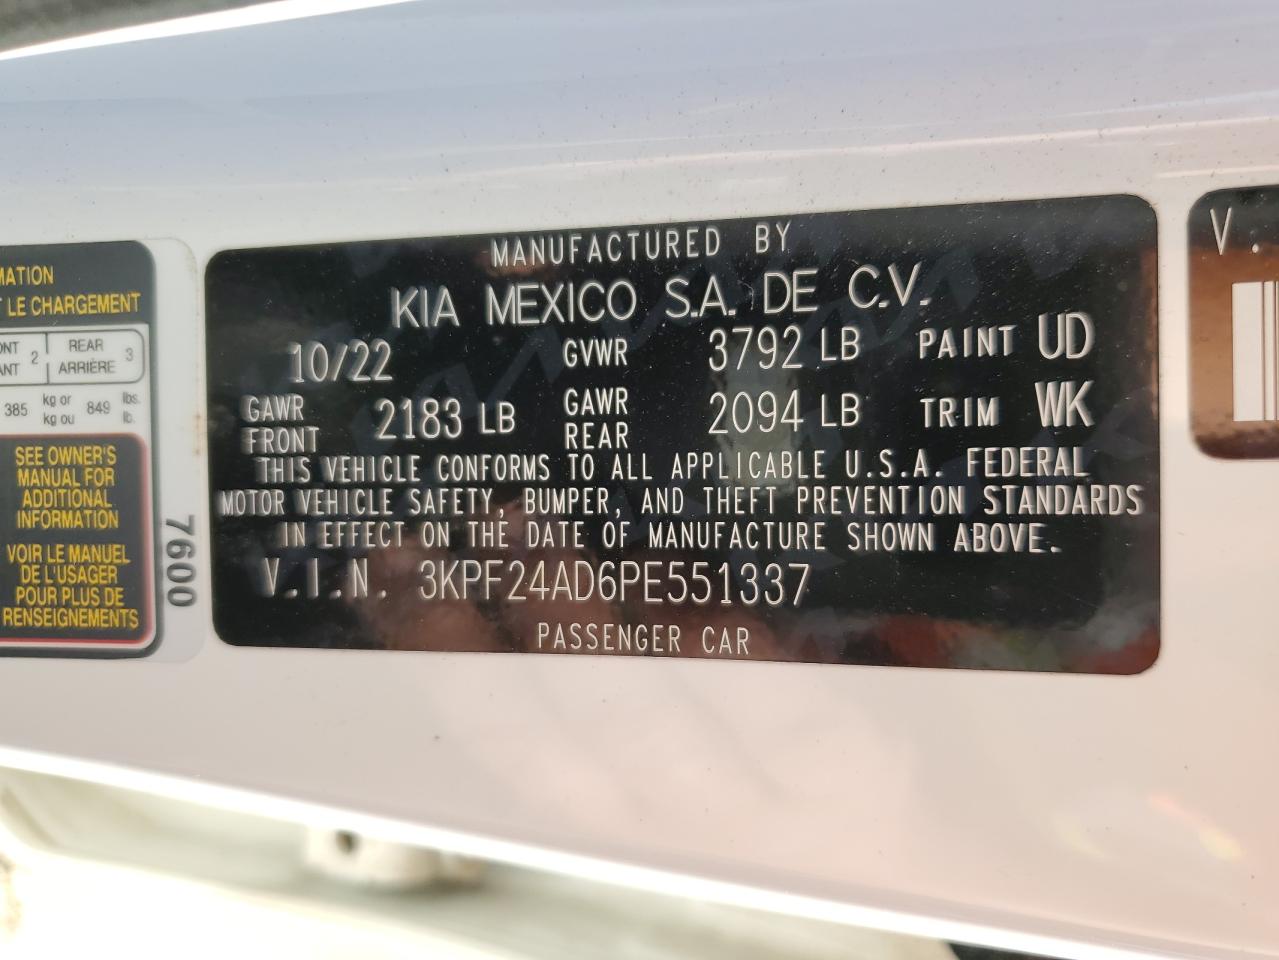 MATION
T LE CHARGEMENT
ONT
ANT 2 REAR
ARRIÈRE 3
385 kg or
kg ou 849 lbs.
lb.
SEE OWNER'S
MANUAL FOR
ADDITIONAL
INFORMATION
VOIR LE MANUEL
DE L'USAGER
POUR PLUS DE
RENSEIGNEMENTS
7600
MANUFACTURED BY
KIA MEXICO S.A. DE C.V.
10/22 GVWR 3792 LB PAINT UD
GAWR
FRONT 2183 LB GAWR
REAR 2094 LB TRIM WK
THIS VEHICLE CONFORMS TO ALL APPLICABLE U.S.A. FEDERAL
MOTOR VEHICLE SAFETY, BUMPER, AND THEFT PREVENTION STANDARDS
IN EFFECT ON THE DATE OF MANUFACTURE SHOWN ABOVE.
V.I.N. 3KPF24AD6PE551337
PASSENGER CAR
V.